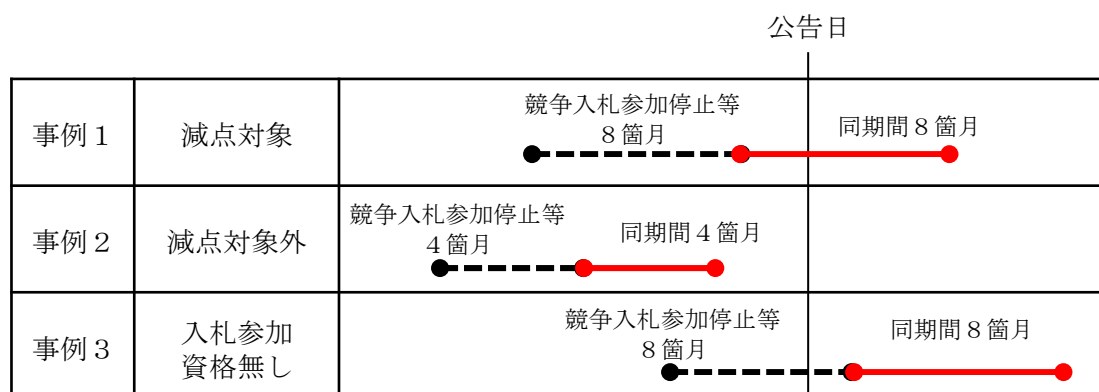 公告日
事例１
減点対象
競争入札参加停止等
８箇月
同期間８箇月
事例２
減点対象外
競争入札参加停止等
４箇月
同期間４箇月
事例３
入札参加
資格無し
競争入札参加停止等
８箇月
同期間８箇月